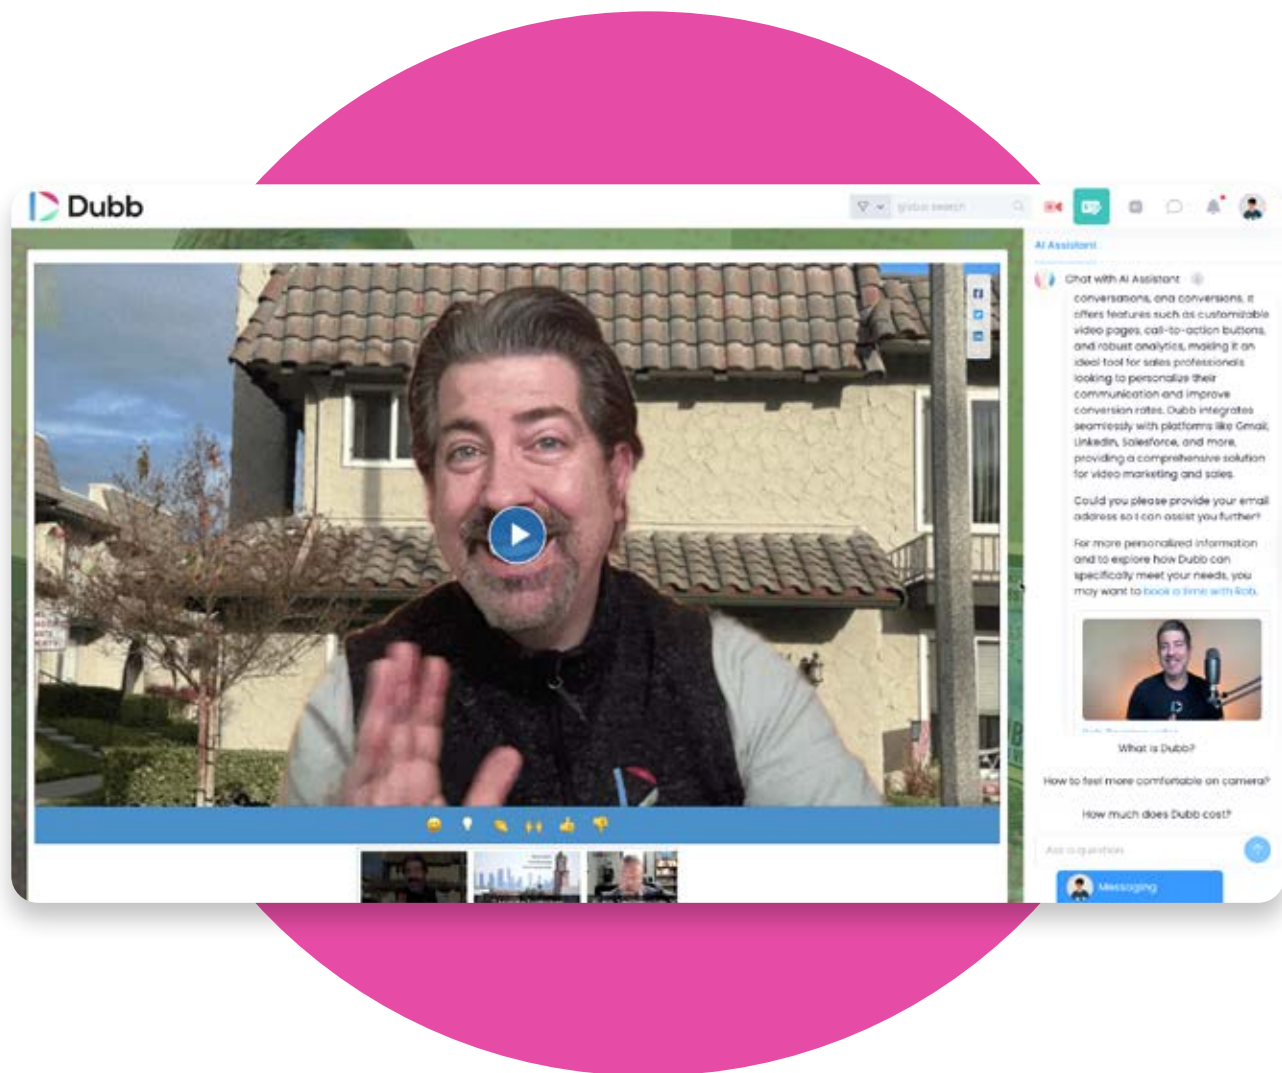 Dubb
global search
AI Assistant
Chat with AI Assistant
conversations, and conversions. It
offers features such as customizable
video pages, call-to-action buttons,
and robust analytics, making it an
ideal tool for sales professionals
looking to personalize their
communication and improve
conversion rates. Dubb integrates
seamlessly with platforms like Gmail,
LinkedIn, Salesforce, and more,
providing a comprehensive solution
for video marketing and sales.
Could you please provide your email
address so I can assist you further?
For more personalized information
and to explore how Dubb can
specifically meet your needs, you
may want to book a time with Rob.
What is Dubb?
How to feel more comfortable on camera?
How much does Dubb cost?
Ask a question
Messaging